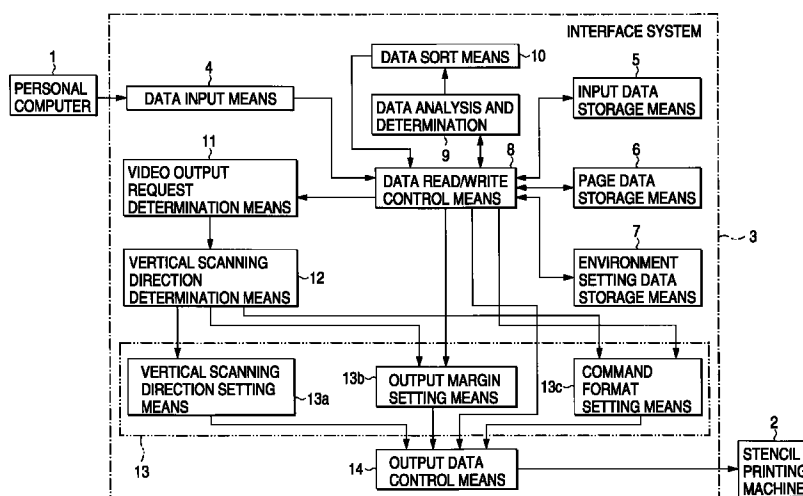 INTERFACE SYSTEM
1
PERSONAL
COMPUTER
4
DATA INPUT MEANS
DATA SORT MEANS
10
5
INPUT DATA
STORAGE MEANS
DATA ANALYSIS AND
DETERMINATION
9
8
11
VIDEO OUTPUT
REQUEST
DETERMINATION MEANS
DATA READ/WRITE
CONTROL MEANS
6
PAGE DATA
STORAGE MEANS
3
7
ENVIRONMENT
SETTING DATA
STORAGE MEANS
VERTICAL SCANNING
DIRECTION
DETERMINATION MEANS
12
VERTICAL SCANNING
DIRECTION SETTING
MEANS
13a
13b
OUTPUT MARGIN
SETTING MEANS
13c
COMMAND
FORMAT
SETTING MEANS
13
14
OUTPUT DATA
CONTROL MEANS
2
STENCIL
PRINTING
MACHINE